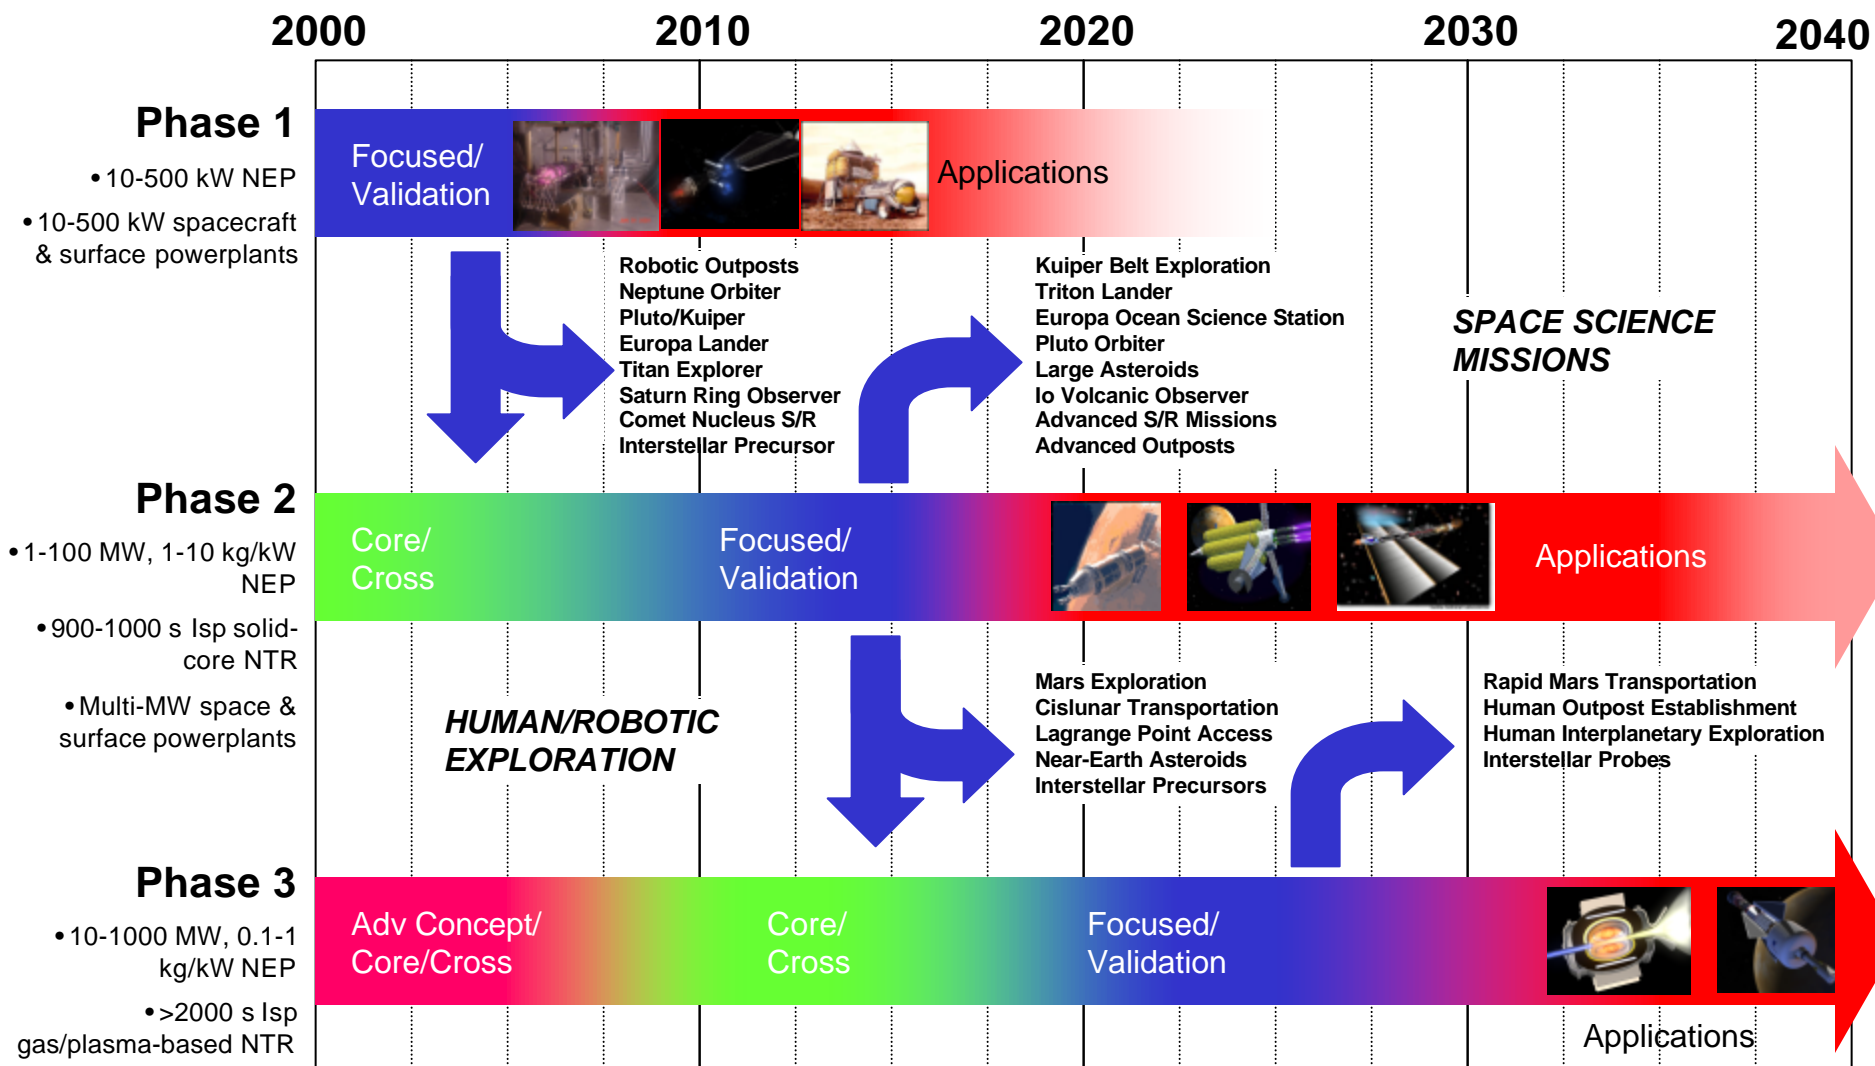 2000 2010 2020 2030 2040
Phase 1
• 10-500 kW NEP
• 10-500 kW spacecraft
& surface powerplants
Focused/
Validation
Applications
Robotic Outposts
Neptune Orbiter
Pluto/Kuiper
Europa Lander
Titan Explorer
Saturn Ring Observer
Comet Nucleus S/R
Interstellar Precursor
Kuiper Belt Exploration
Triton Lander
Europa Ocean Science Station
Pluto Orbiter
Large Asteroids
Io Volcanic Observer
Advanced S/R Missions
Advanced Outposts
SPACE SCIENCE
MISSIONS
Phase 2
• 1-100 MW, 1-10 kg/kW
NEP
• 900-1000 s Isp solid-
core NTR
• Multi-MW space &
surface powerplants
Core/
Cross
Focused/
Validation
Applications
HUMAN/ROBOTIC
EXPLORATION
Mars Exploration
Cislunar Transportation
Lagrange Point Access
Near-Earth Asteroids
Interstellar Precursors
Rapid Mars Transportation
Human Outpost Establishment
Human Interplanetary Exploration
Interstellar Probes
Phase 3
• 10-1000 MW, 0.1-1
kg/kW NEP
• >2000 s Isp
gas/plasma-based NTR
Adv Concept/
Core/Cross
Core/
Cross
Focused/
Validation
Applications